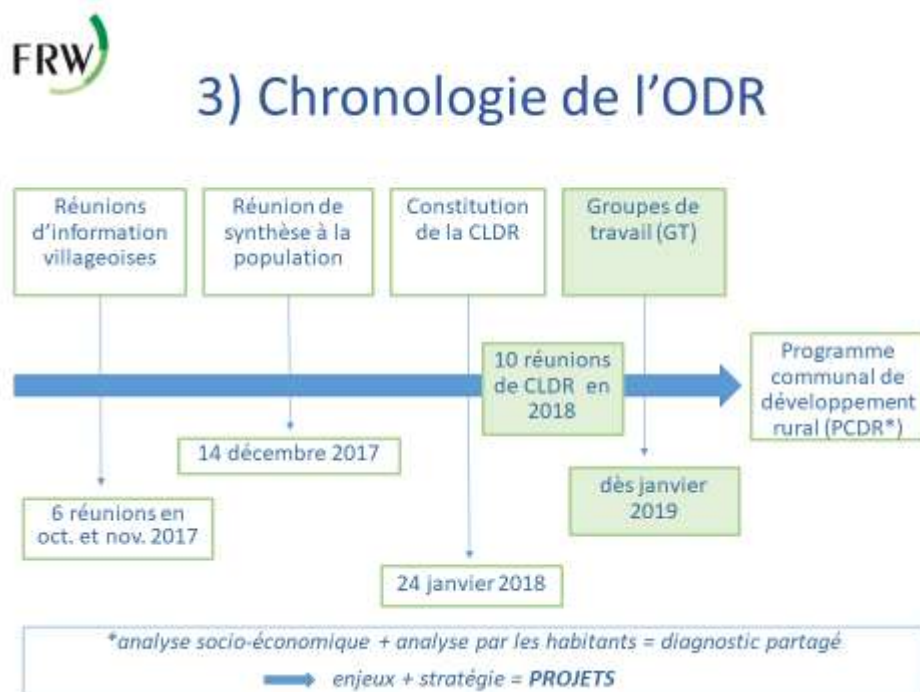 FRW
3) Chronologie de l'ODR
Réunions
d'information
villageoises
Réunion de
synthèse à la
population
Constitution
de la CLDR
Groupes de
travail (GT)
10 réunions
de CLDR en
2018
Programme
communal de
développement
rural (PCDR*)
14 décembre 2017
6 réunions en
oct. et nov. 2017
dès janvier
2019
24 janvier 2018
*analyse socio-économique + analyse par les habitants = diagnostic partagé
enjeux + stratégie = PROJETS